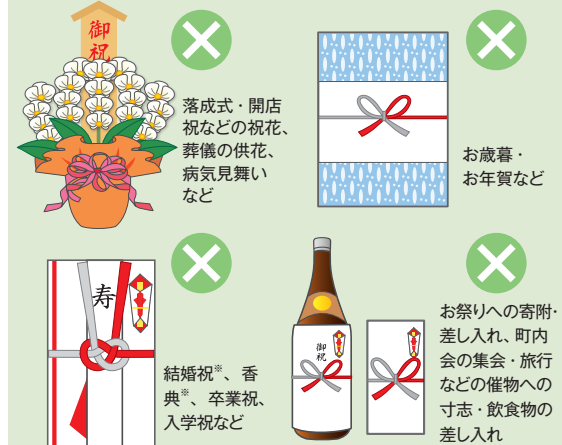 御
祝
落成式・開店
祝などの祝花、
葬儀の供花、
病気見舞い
など
お歳暮・
お年賀など
寿
結婚祝※、香
典※、卒業祝、
入学祝など
御
祝
お祭りへの寄附・
差し入れ、町内
会の集会・旅行
などの催物への
寸志・飲食物の
差し入れ